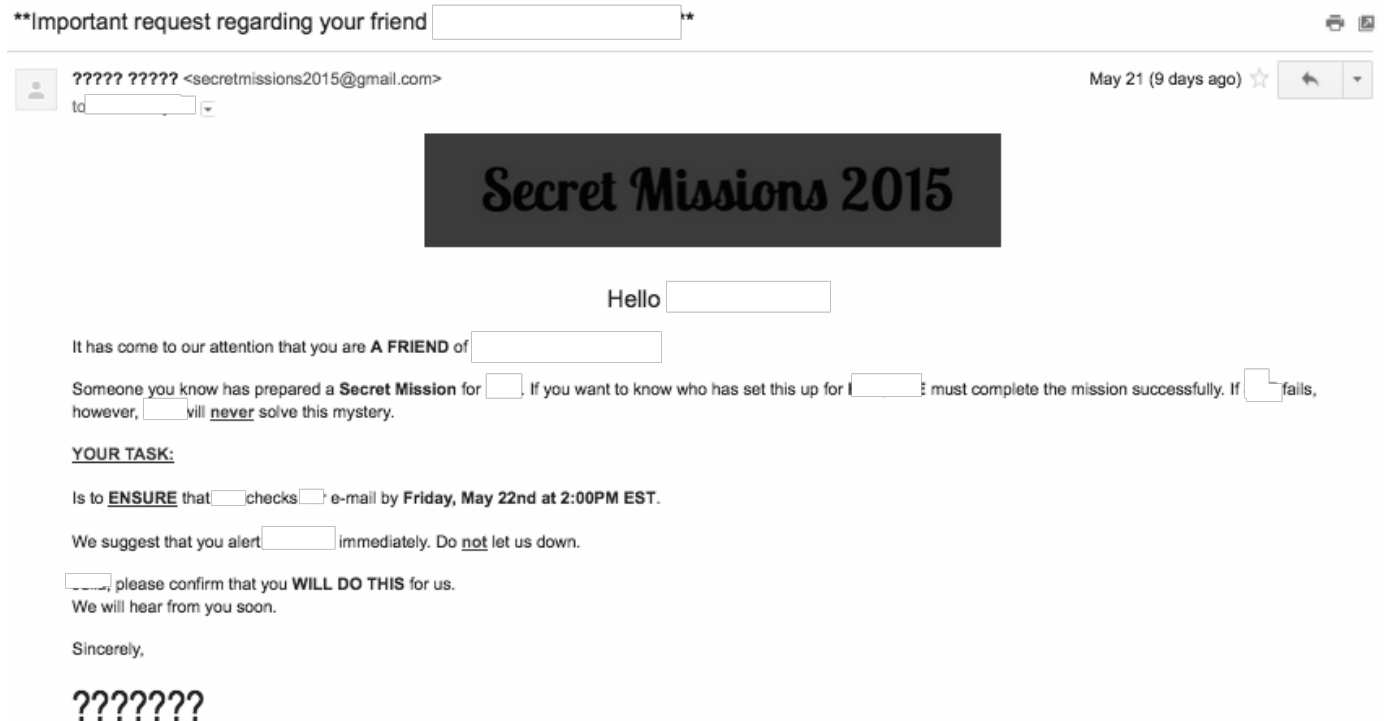 **Important request regarding your friend **
????? ????? <secretmissions2015@gmail.com>
May 21 (9 days ago)
to
Secret Missions 2015
Hello
It has come to our attention that you are A FRIEND of
Someone you know has prepared a Secret Mission for . If you want to know who has set this up for E must complete the mission successfully. If fails,
however, will never solve this mystery.
YOUR TASK:
Is to ENSURE that checks e-mail by Friday, May 22nd at 2:00PM EST.
We suggest that you alert immediately. Do not let us down.
, please confirm that you WILL DO THIS for us.
We will hear from you soon.
Sincerely,
???????